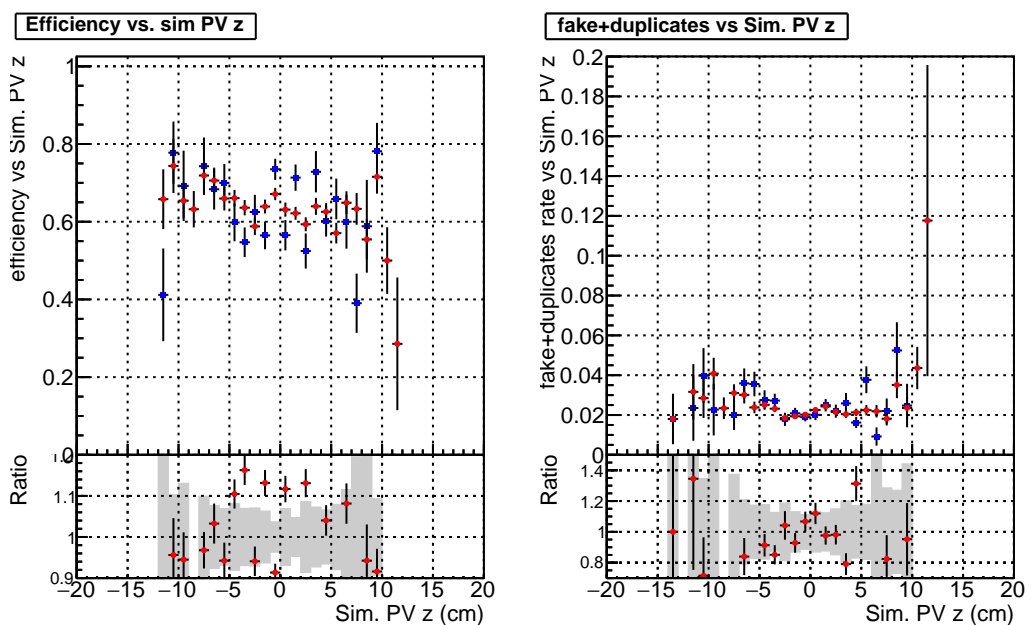 Efficiency vs. sim PV z
efficiency vs Sim. PV z
1
0.8
0.6
0.4
0.2
0
Ratio
1.1
1
0.9
−20 −15 −10 −5 0 5 10 15 20
Sim. PV z (cm)
fake+duplicates vs Sim. PV z
fake+duplicates rate vs Sim. PV z
0.2
0.18
0.16
0.14
0.12
0.1
0.08
0.06
0.04
0.02
0
Ratio
1.4
1.2
1
0.8
−20 −15 −10 −5 0 5 10 15 20
Sim. PV z (cm)